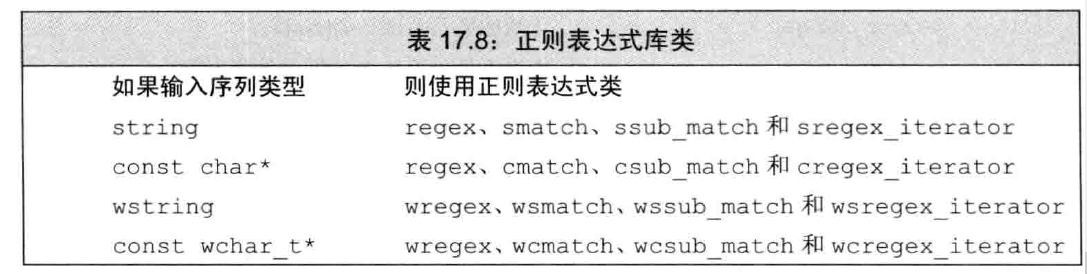 表 17.8：正则表达式库类
如果输入序列类型 则使用正则表达式类
string regex、smatch、ssub_match 和 sregex_iterator
const char* regex、cmatch、csub_match 和 cregex_iterator
wstring wregex、wsmatch、wssub_match 和 wsregex_iterator
const wchar_t* wregex、wcmatch、wcsub_match 和 wcregex_iterator